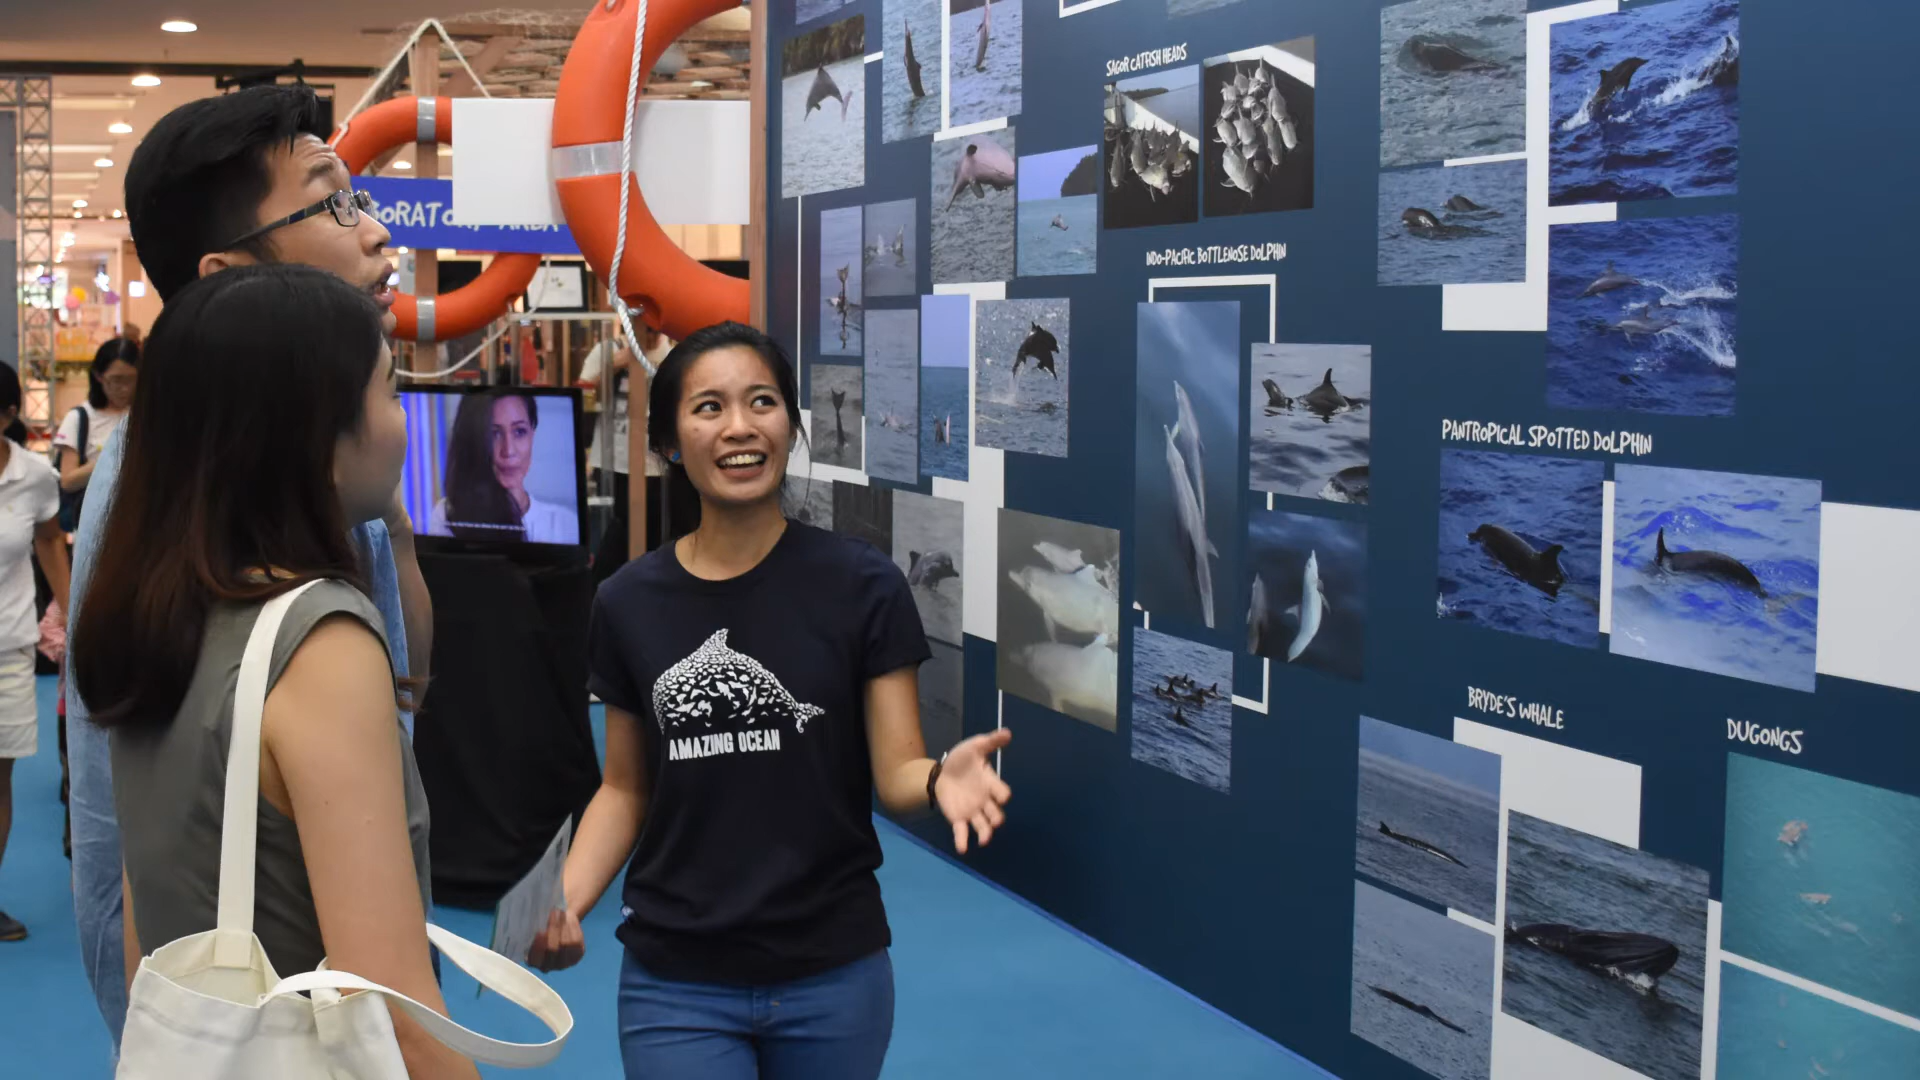 SAGOR CATFISH HEADS
INDO-PACIFIC BOTTLENOSE DOLPHIN
PANTROPICAL SPOTTED DOLPHIN
BRYDE'S WHALE
DUGONGS
AMAZING OCEAN